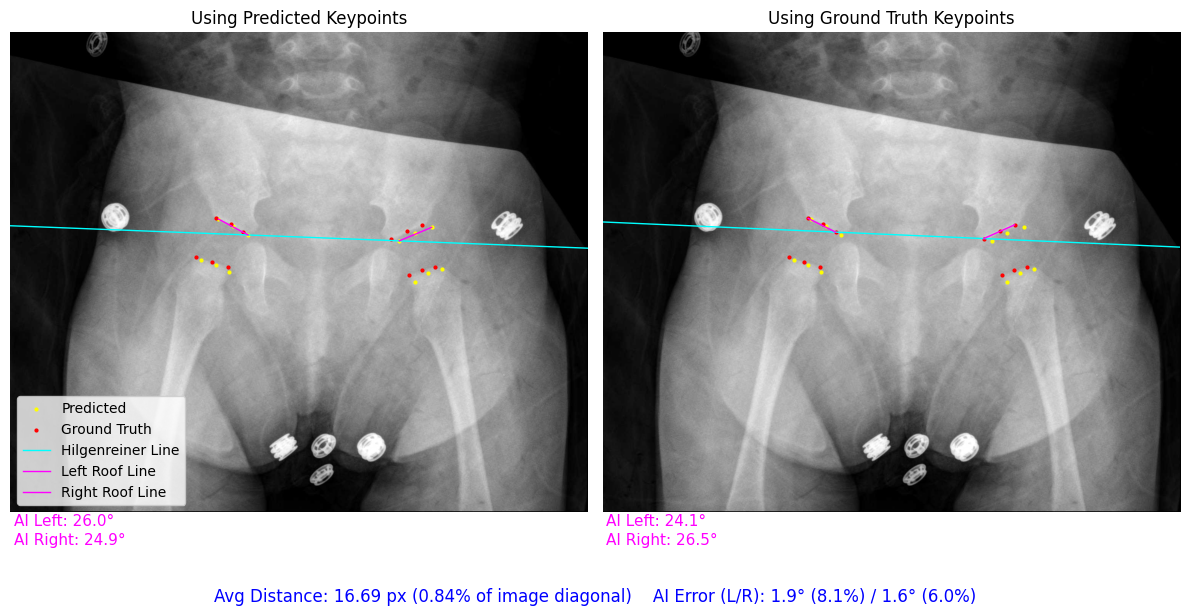 Using Predicted Keypoints
Using Ground Truth Keypoints
Predicted
Ground Truth
Hilgenreiner Line
Left Roof Line
Right Roof Line
AI Left: 26.0°
AI Right: 24.9°
AI Left: 24.1°
AI Right: 26.5°
Avg Distance: 16.69 px (0.84% of image diagonal)    AI Error (L/R): 1.9° (8.1%) / 1.6° (6.0%)